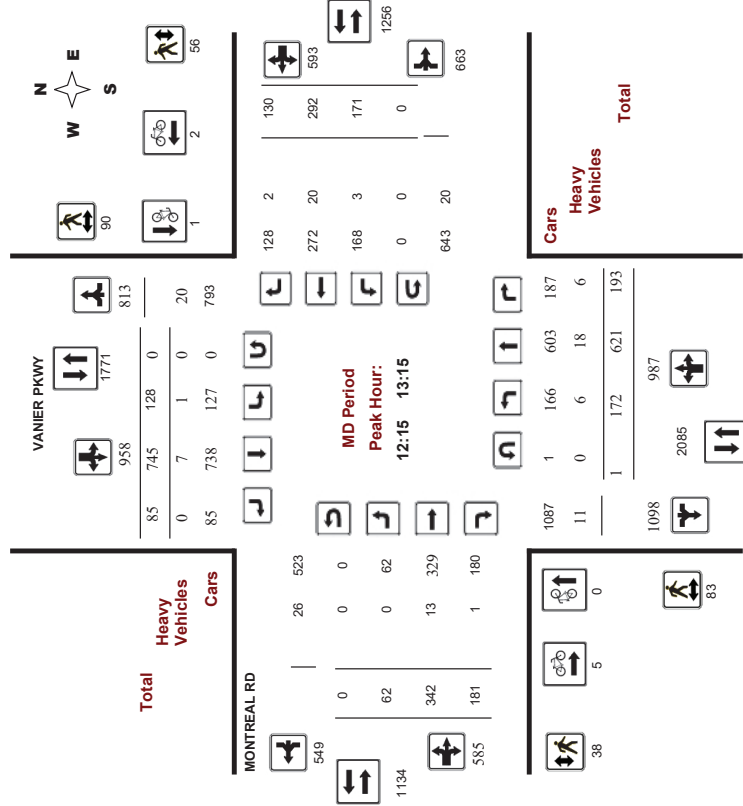 N
W E
S
90
56
1
2
VANIER PKWY
958
1771
813
85 745 128 0
0 7 1 0 20
85 738 127 0 793
Total
Heavy
Vehicles
Cars
593
1256
663
128 2 130
272 20 292
168 3 171
0 0 0
643 20
MD Period
Peak Hour:
12:15 13:15
MONTREAL RD
549
1134
585
26 523
0 0 0
62 0 62
342 13 329
181 1 180
Cars
Heavy
Vehicles
Total
1087 1 166 603 187
11 0 6 18 6
1 172 621 193
1098
2085
987
38
5
0
83